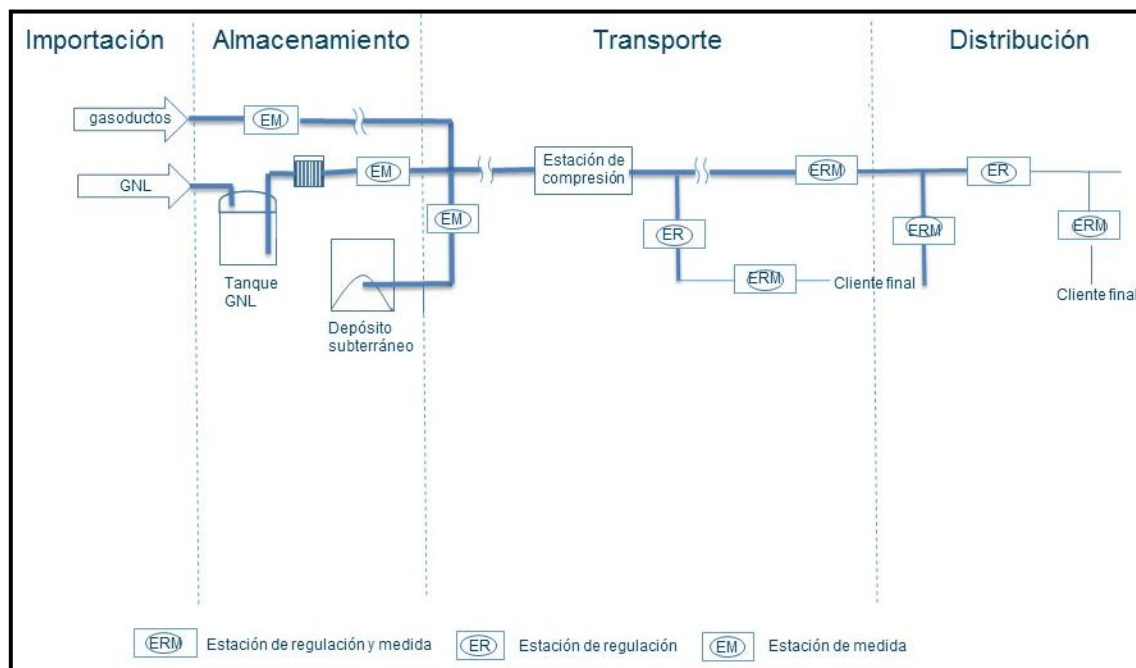 Importación
Almacenamiento
Transporte
Distribución
gasoductos
EM
GNL
EM
Estación de
compresión
ERM
ER
EM
ER
ERM
ERM
Tanque
GNL
ERM
Cliente final
Cliente final
Depósito
subterráneo
ERM
Estación de regulación y medida
ER
Estación de regulación
EM
Estación de medida